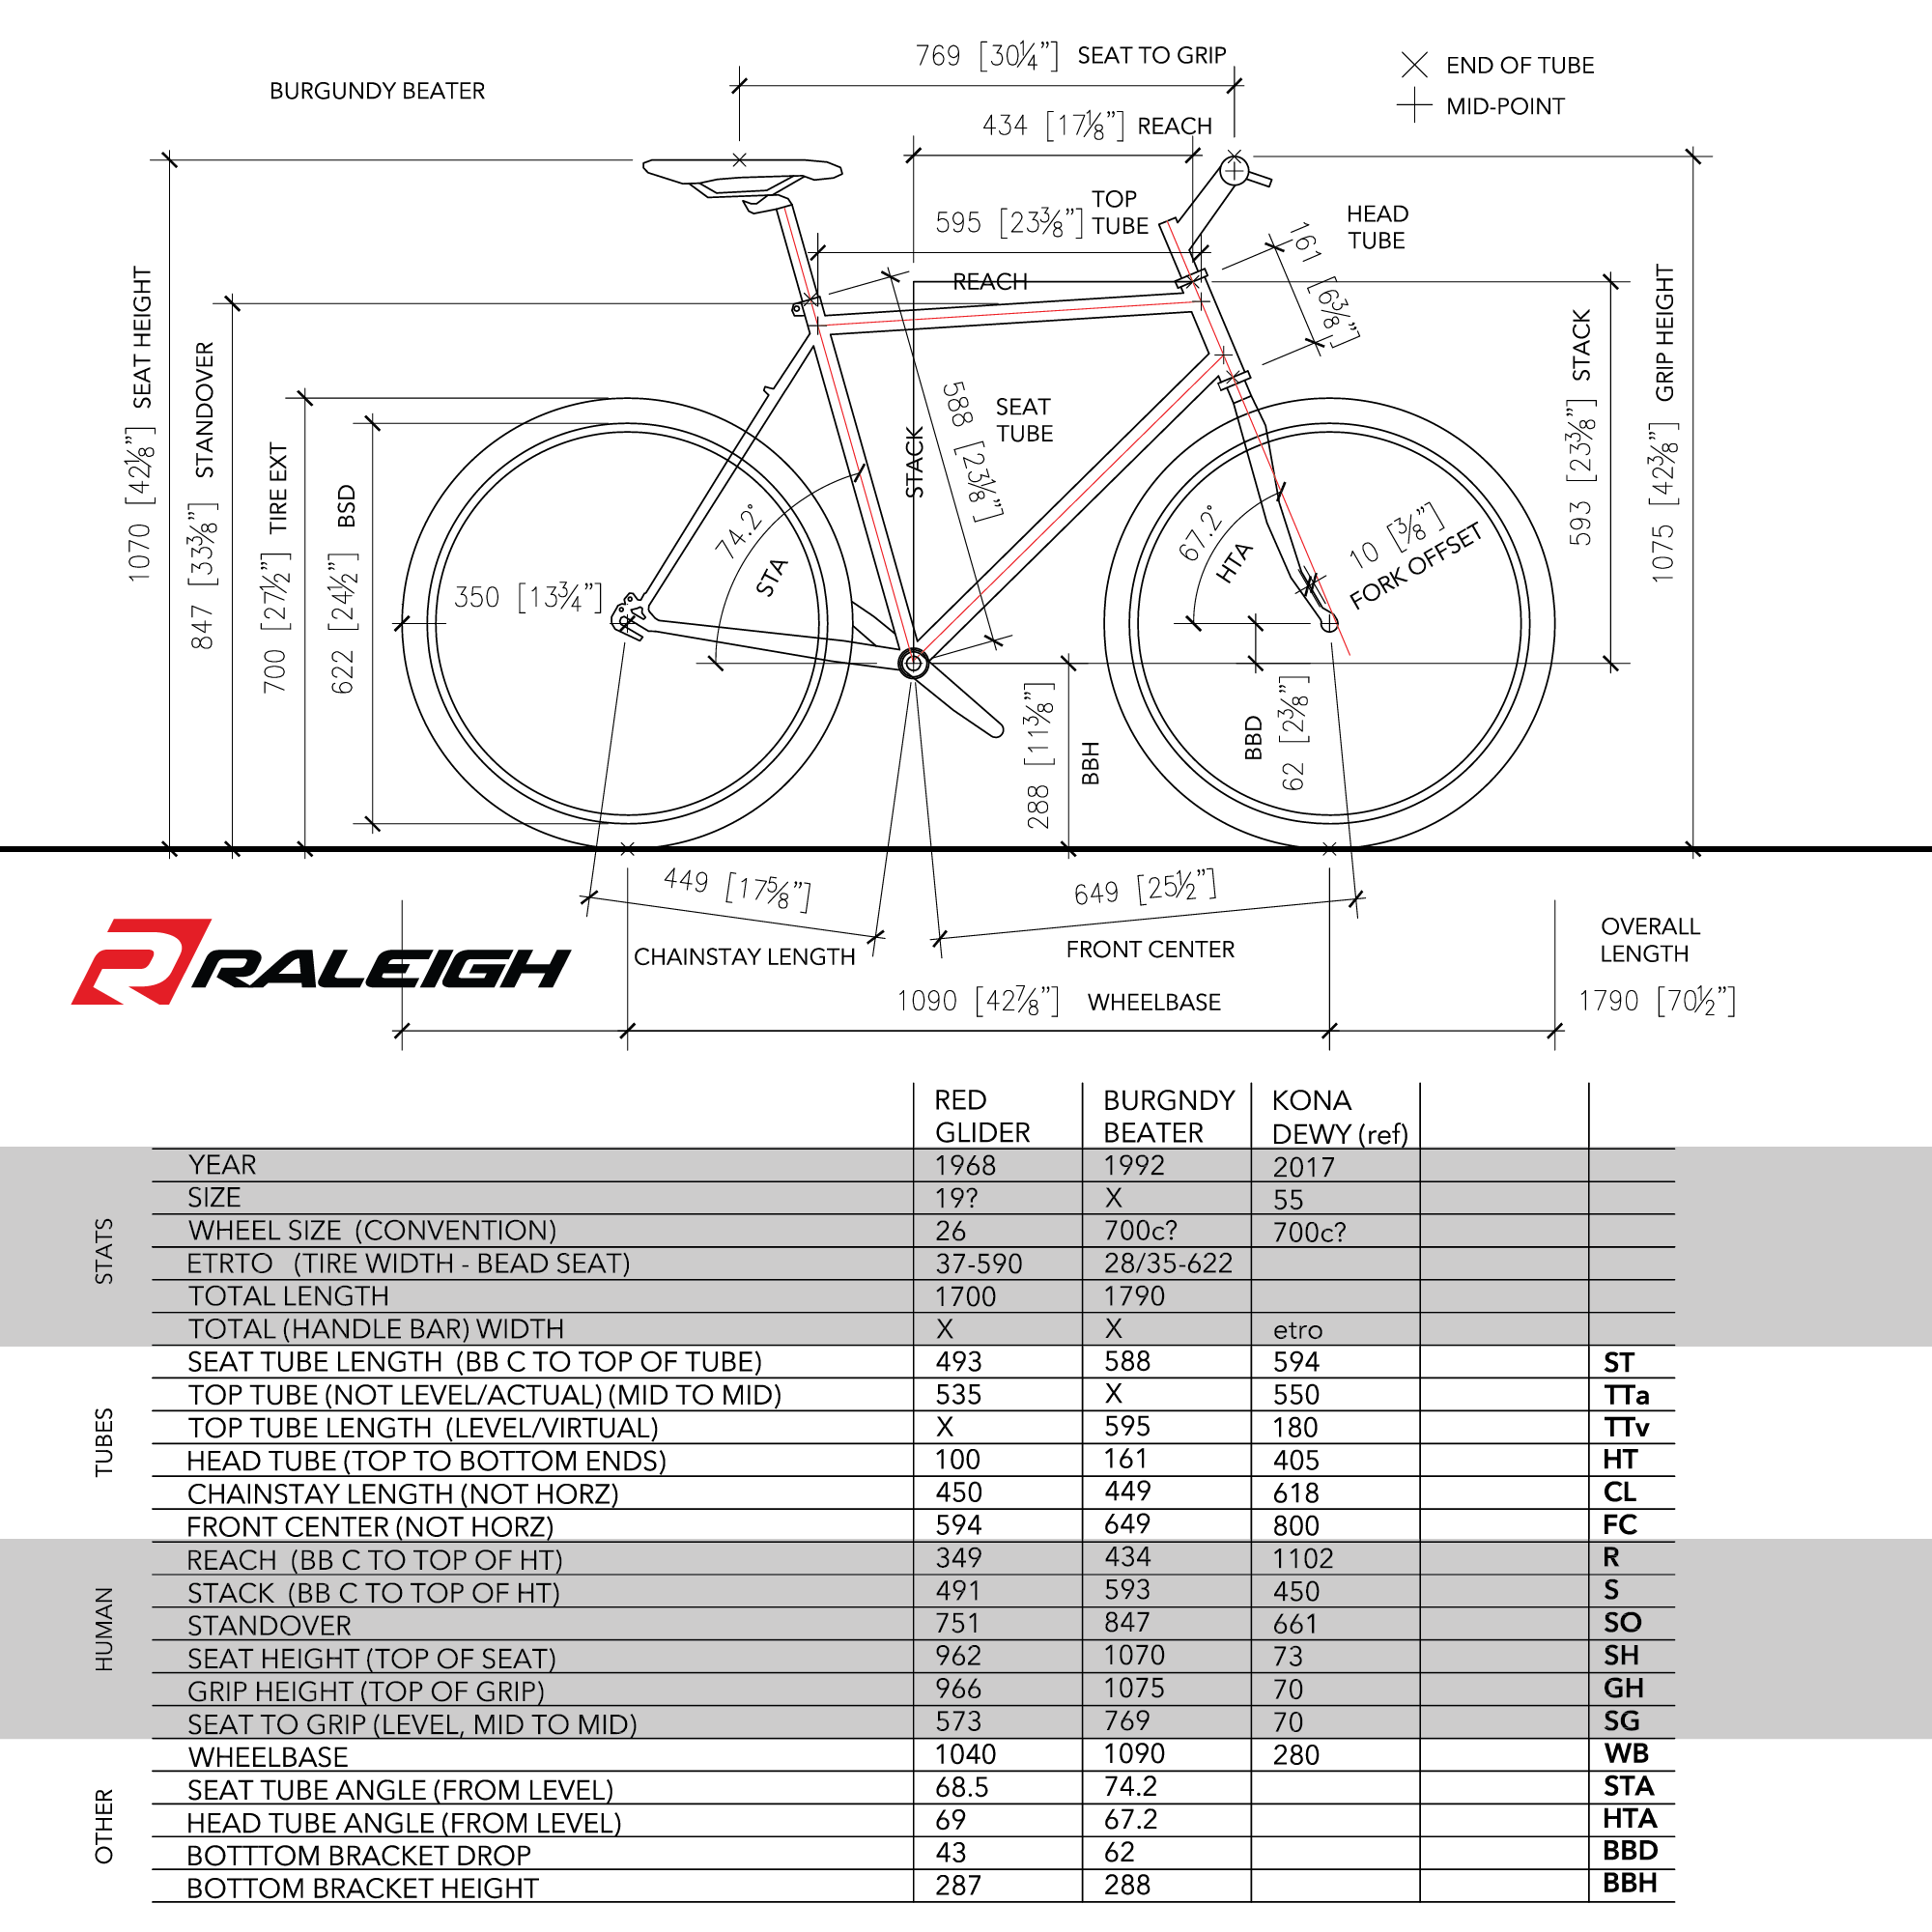 769 [30¼”] SEAT TO GRIP
BURGUNDY BEATER
END OF TUBE
MID-POINT
434 [17⅛”] REACH
595 [23⅜”] TOP TUBE
HEAD TUBE
161 [6⅜”]
REACH
1070 [42⅛”] SEAT HEIGHT
847 [33⅜”] STANDOVER
700 [27½”] TIRE EXT
622 [24½”] BSD
350 [13¾”]
74.2°
STA
588 [23⅛”]
SEAT TUBE
STACK
67.2°
HTA
10 [⅜”]
FORK OFFSET
593 [23⅜”] STACK
1075 [42⅜”] GRIP HEIGHT
288 [11⅜”]
BBH
BBD
62 [2⅜”]
449 [17⅝”]
CHAINSTAY LENGTH
649 [25½”]
FRONT CENTER
OVERALL
LENGTH
1790 [70½”]
RALEIGH
1090 [42⅞”] WHEELBASE
RED GLIDER BURGNDY BEATER KONA DEWY (ref)
STATS
YEAR 1968 1992 2017
SIZE 19? X 55
WHEEL SIZE (CONVENTION) 26 700c? 700c?
ETRTO (TIRE WIDTH - BEAD SEAT) 37-590 28/35-622
TOTAL LENGTH 1700 1790
TOTAL (HANDLE BAR) WIDTH X X etro
TUBES
SEAT TUBE LENGTH (BB C TO TOP OF TUBE) 493 588 594 ST
TOP TUBE (NOT LEVEL/ACTUAL) (MID TO MID) 535 X 550 TTa
TOP TUBE LENGTH (LEVEL/VIRTUAL) X 595 180 TTv
HEAD TUBE (TOP TO BOTTOM ENDS) 100 161 405 HT
CHAINSTAY LENGTH (NOT HORZ) 450 449 618 CL
FRONT CENTER (NOT HORZ) 594 649 800 FC
HUMAN
REACH (BB C TO TOP OF HT) 349 434 1102 R
STACK (BB C TO TOP OF HT) 491 593 450 S
STANDOVER 751 847 661 SO
SEAT HEIGHT (TOP OF SEAT) 962 1070 73 SH
GRIP HEIGHT (TOP OF GRIP) 966 1075 70 GH
SEAT TO GRIP (LEVEL, MID TO MID) 573 769 70 SG
OTHER
WHEELBASE 1040 1090 280 WB
SEAT TUBE ANGLE (FROM LEVEL) 68.5 74.2 STA
HEAD TUBE ANGLE (FROM LEVEL) 69 67.2 HTA
BOTTTOM BRACKET DROP 43 62 BBD
BOTTOM BRACKET HEIGHT 287 288 BBH